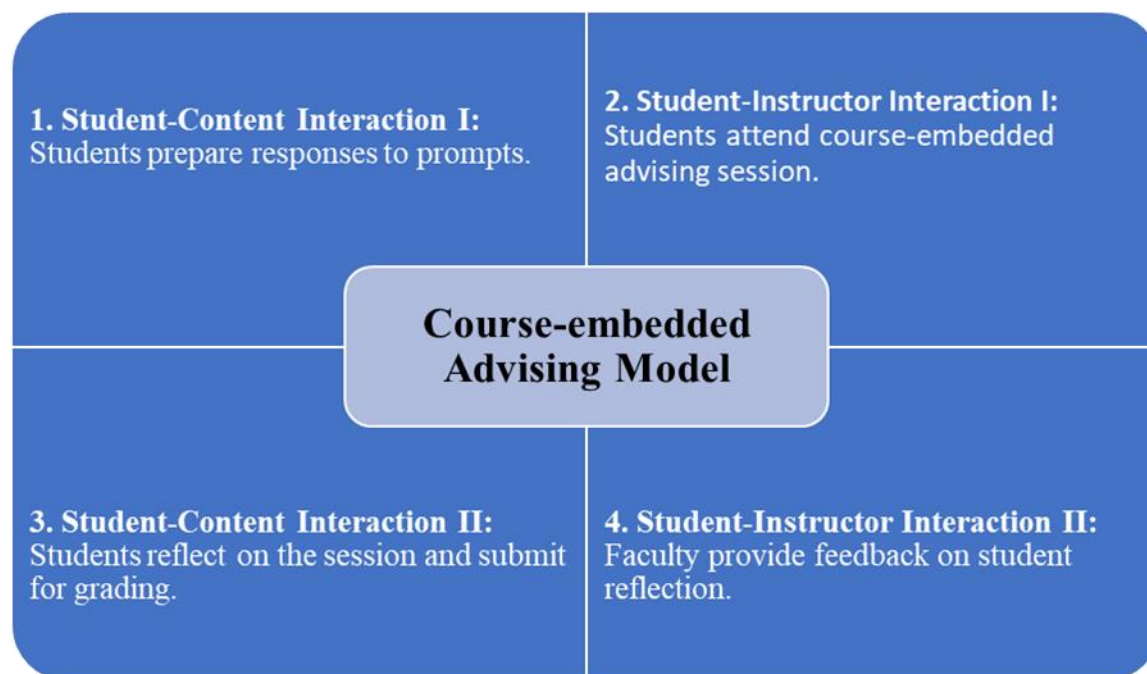 1. Student-Content Interaction I:
Students prepare responses to prompts.
2. Student-Instructor Interaction I:
Students attend course-embedded
advising session.
Course-embedded
Advising Model
3. Student-Content Interaction II:
Students reflect on the session and submit
for grading.
4. Student-Instructor Interaction II:
Faculty provide feedback on student
reflection.